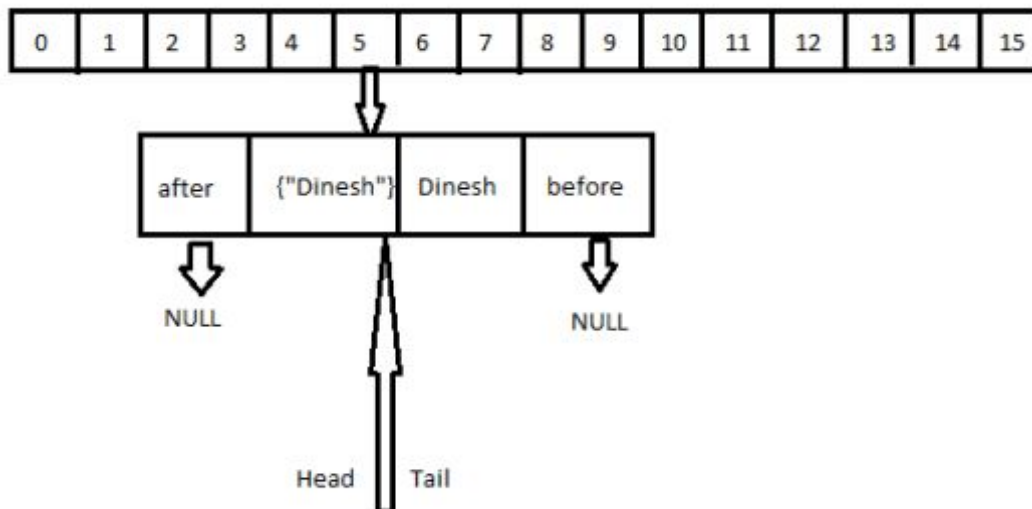 0 1 2 3 4 5 6 7 8 9 10 11 12 13 14 15
after {"Dinesh"} Dinesh before
NULL NULL
Head Tail